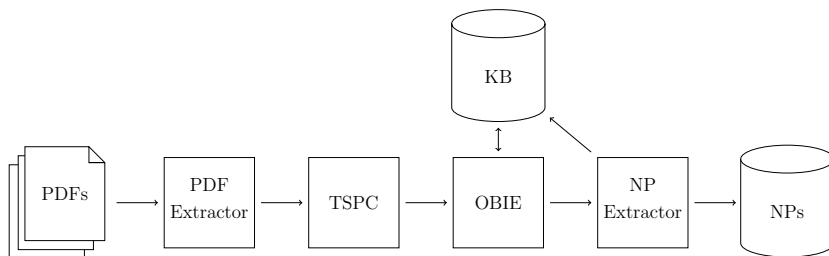 KB
PDFs
PDF
Extractor
TSPC
OBIE
NP
Extractor
NPs